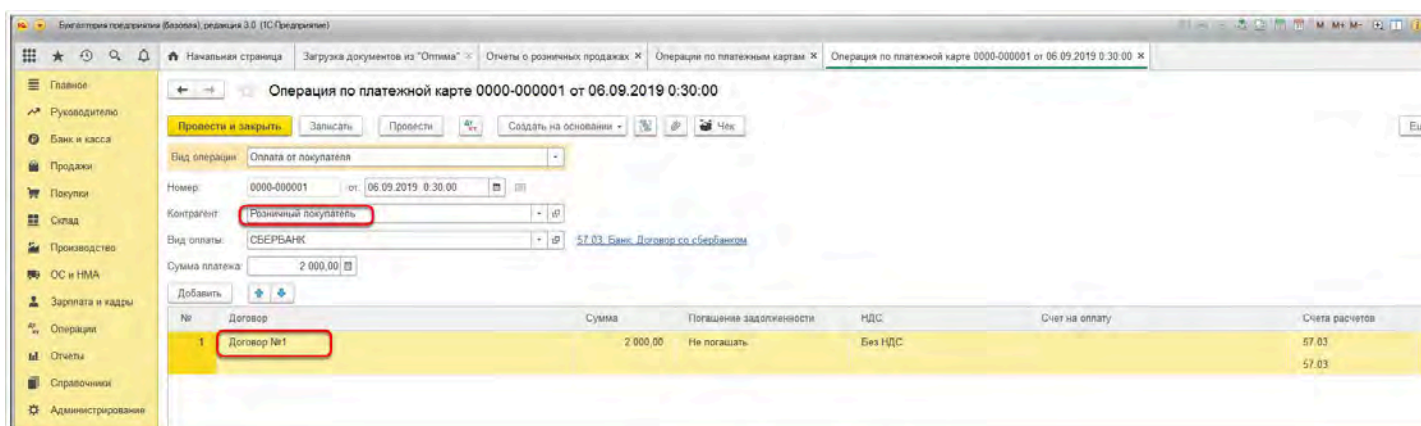 Бухгалтерия предприятия (базовая), редакция 3.0 (1С:Предприятие)
M M+ M-
Начальная страница
Загрузка документов из "Оптима" ×
Отчеты о розничных продажах ×
Операции по платежным картам ×
Операция по платежной карте 0000-000001 от 06.09.2019 0:30:00 ×
Главное
Руководителю
Банк и касса
Продажи
Покупки
Склад
Производство
ОС и НМА
Зарплата и кадры
Операции
Отчеты
Справочники
Администрирование
Операция по платежной карте 0000-000001 от 06.09.2019 0:30:00
Провести и закрыть
Записать
Провести
Создать на основании
Чек
Вид операции: Оплата от покупателя
Номер: 0000-000001 от: 06.09.2019 0:30:00
Контрагент: Розничный покупатель
Вид оплаты: СБЕРБАНК 57.03, Банк, Договор со сбербанком
Сумма платежа: 2 000,00
Добавить
№ Договор Сумма Погашение задолженности НДС Счет на оплату Счета расчетов
1 Договор №1 2 000,00 Не погашать Без НДС 57.03
57.03